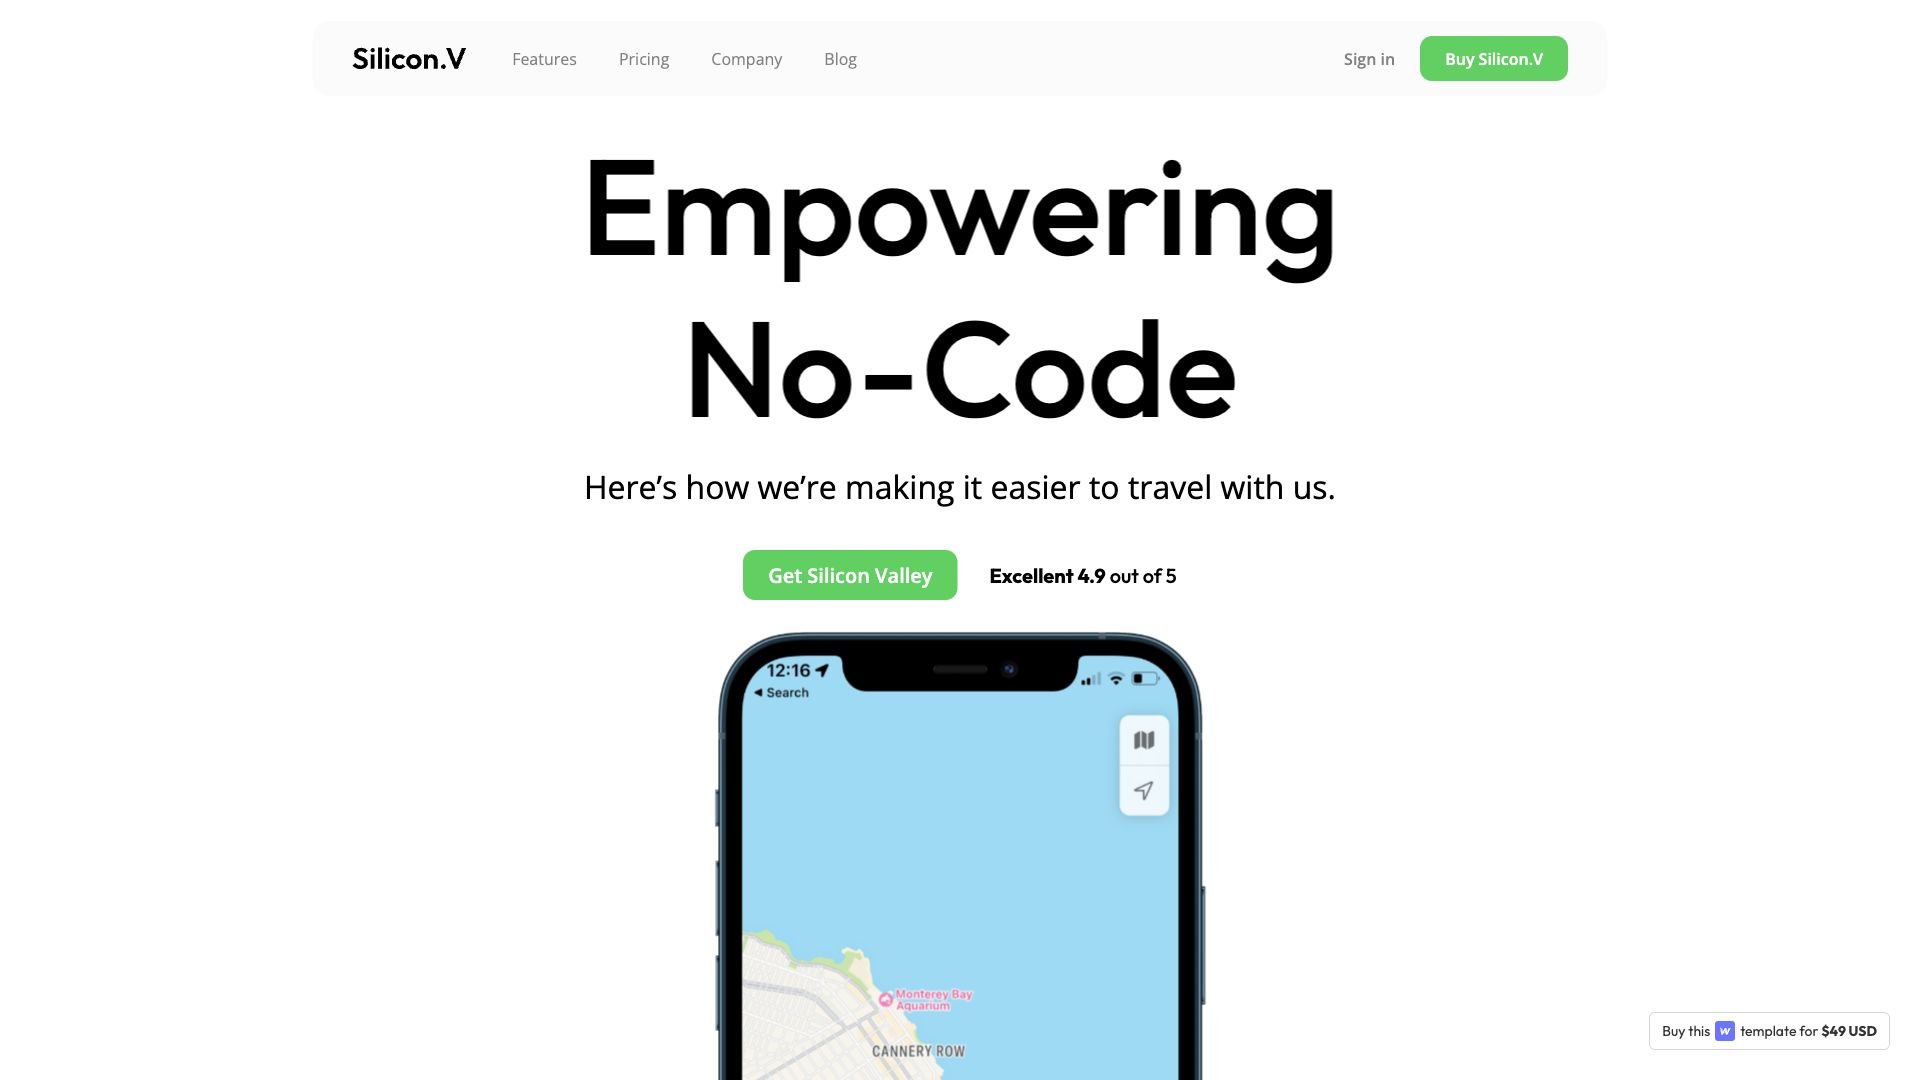 Silicon.V
Features
Pricing
Company
Blog
Sign in
Buy Silicon.V
Empowering
No-Code
Here’s how we’re making it easier to travel with us.
Get Silicon Valley
Excellent 4.9 out of 5
12:16
Search
Monterey Bay
Aquarium
CANNERY ROW
Buy this template for $49 USD